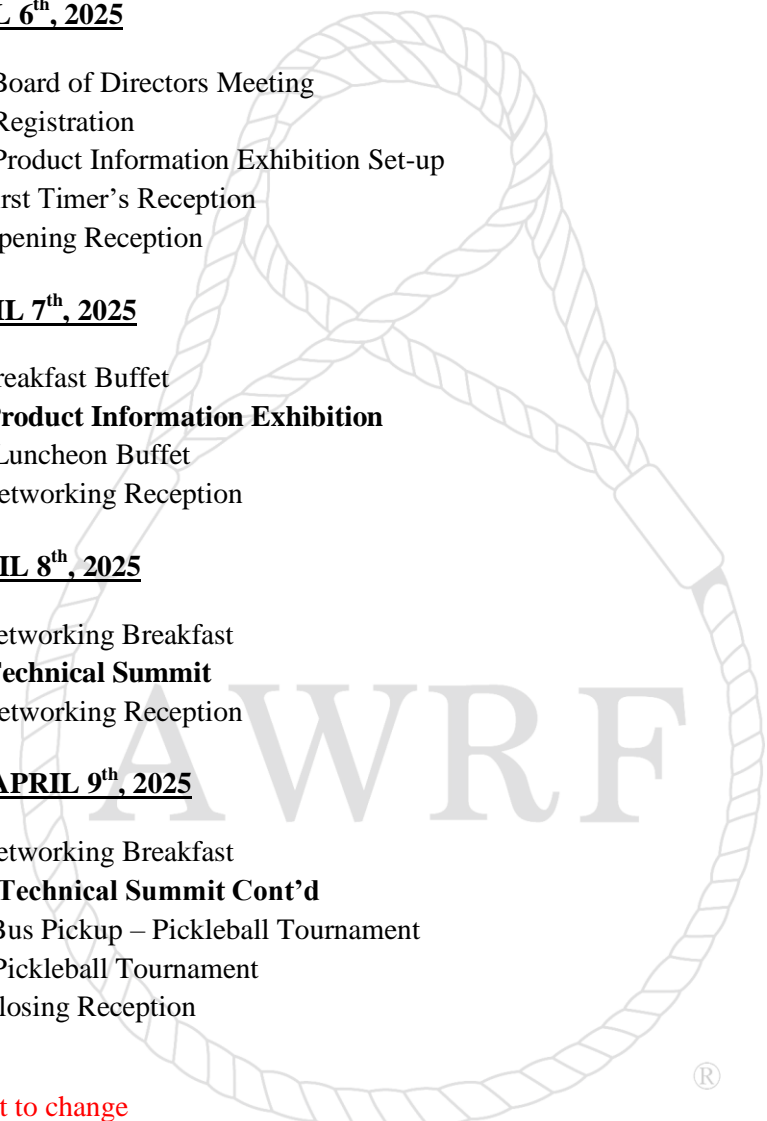 L 6th, 2025
Board of Directors Meeting
Registration
Product Information Exhibition Set-up
irst Timer’s Reception
pening Reception
IL 7th, 2025
reakfast Buffet
Product Information Exhibition
Luncheon Buffet
etworking Reception
IL 8th, 2025
etworking Breakfast
Technical Summit
etworking Reception
AWRF
APRIL 9th, 2025
etworking Breakfast
Technical Summit Cont’d
Bus Pickup – Pickleball Tournament
Pickleball Tournament
losing Reception
®
t to change